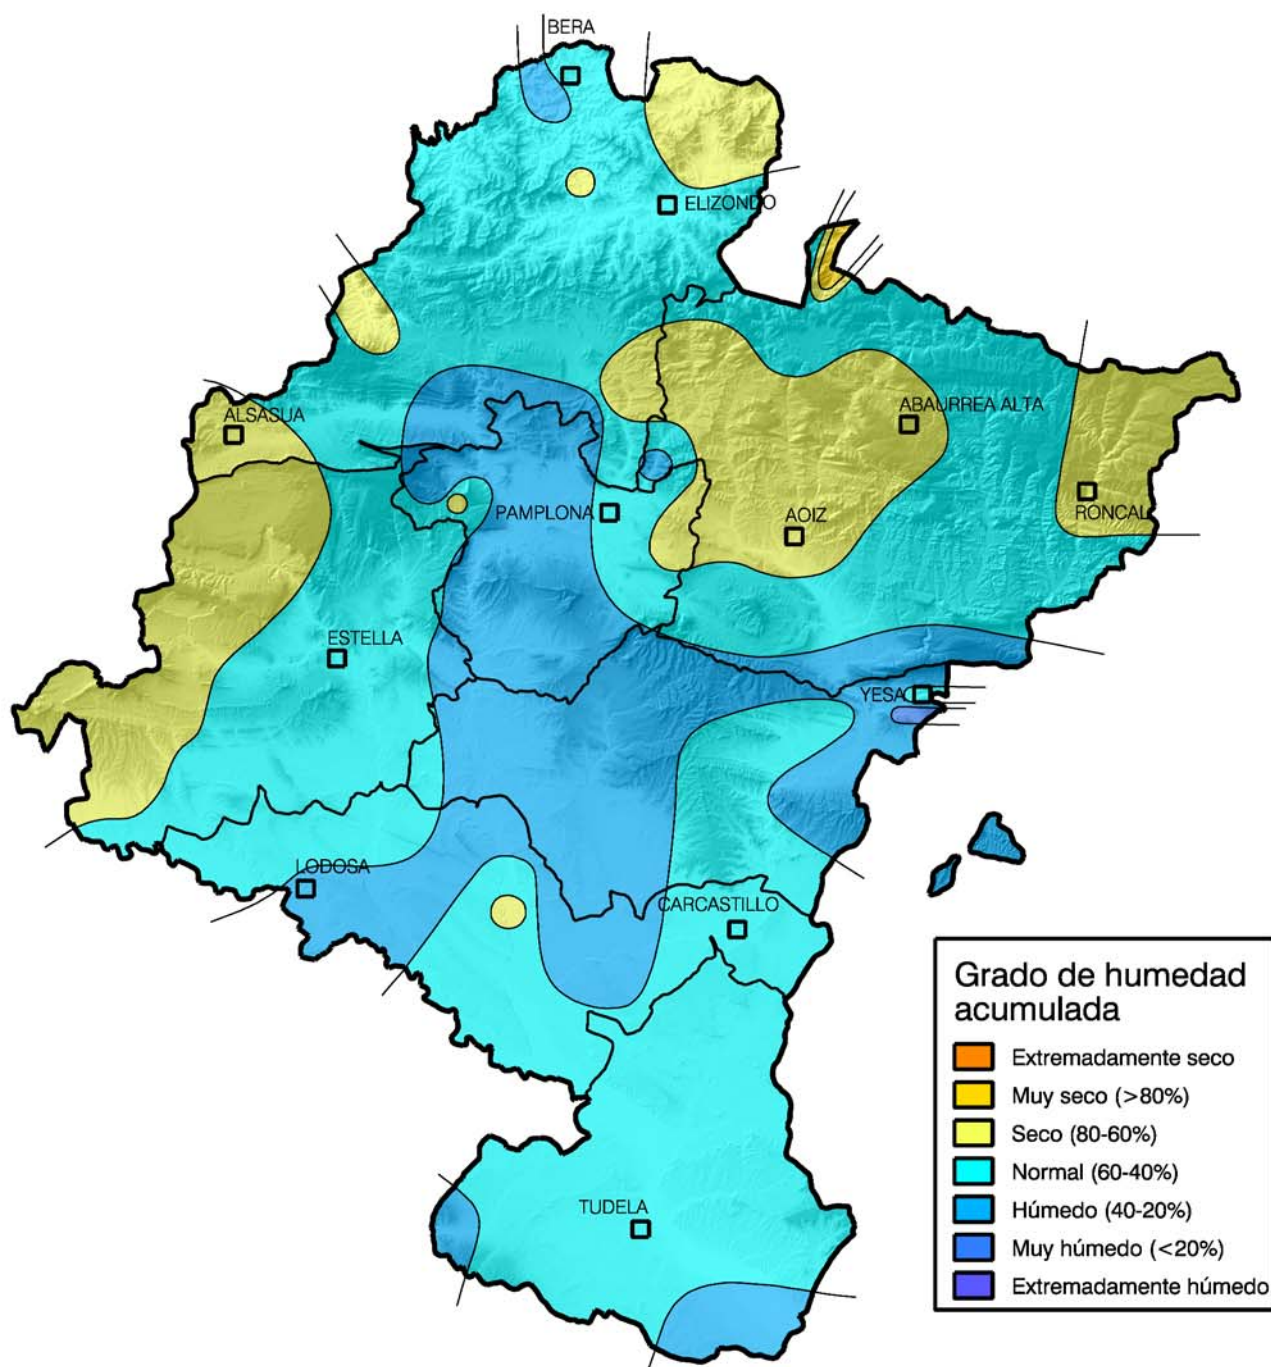 BERA
ELIZONDO
ALSASUA
ABAURREA ALTA
PAMPLONA
AOIZ
RONCAL
ESTELLA
YESA
LODOSA
CARCASTILLO
TUDELA
Grado de humedad
acumulada
Extremadamente seco
Muy seco (>80%)
Seco (80-60%)
Normal (60-40%)
Húmedo (40-20%)
Muy húmedo (<20%)
Extremadamente húmedo